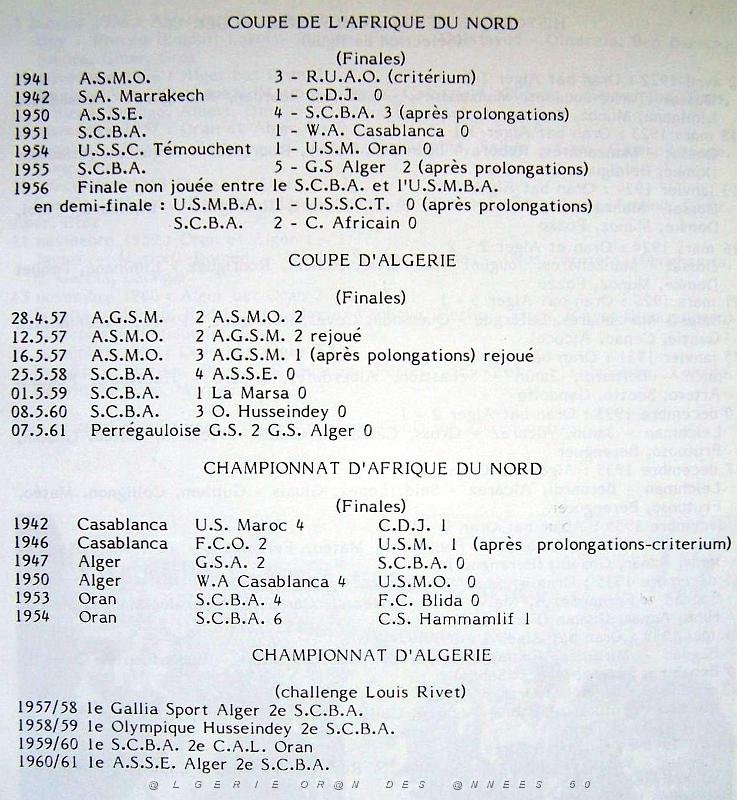 COUPE DE L'AFRIQUE DU NORD
(Finales)
1941 A.S.M.O. 3 - R.U.A.O. (critérium)
1942 S.A. Marrakech 1 - C.D.J. 0
1950 A.S.S.E. 4 - S.C.B.A. 3 (après prolongations)
1951 S.C.B.A. 1 - W.A. Casablanca
1954 U.S.S.C. Témouchent 1 - U.S.M. Oran 0
1955 S.C.B.A. 5 - G.S Alger 2 (après prolongations)
1956 Finale non jouée entre le S.C.B.A. et l'U.S.M.B.A.
en demi-finale : U.S.M.B.A. 1 - U.S.S.C.T. 0 (après prolongations)
S.C.B.A. 2 - C. Africain 0
COUPE D'ALGERIE
(Finales)
28.4.57 A.G.S.M. 2 A.S.M.O. 2
12.5.57 A.S.M.O. 2 A.G.S.M. 2 rejoué
16.5.57 A.S.M.O. 3 A.G.S.M. 1 (après polongations) rejoué
25.5.58 S.C.B.A. 4 A.S.S.E. 0
01.5.59 S.C.B.A. 1 La Marsa 0
08.5.60 S.C.B.A. 3 O. Husseindey 0
07.5.61 Perrégauloise G.S. 2 G.S. Alger 0
CHAMPIONNAT D'AFRIQUE DU NORD
(Finales)
1942 Casablanca U.S. Maroc 4 C.D.J. 1
1946 Casablanca F.C.O. 2 U.S.M. 1 (après prolongations-criterium)
1947 Alger G.S.A. 2 S.C.B.A. 0
1950 Alger W.A Casablanca 4 U.S.M.O. 0
1953 Oran S.C.B.A. 4 F.C. Blida 0
1954 Oran S.C.B.A. 6 C.S. Hammamlif 1
CHAMPIONNAT D'ALGERIE
(challenge Louis Rivet)
1957/58 1e Gallia Sport Alger 2e S.C.B.A.
1958/59 1e Olympique Husseindey 2e S.C.B.A.
1959/60 1e S.C.B.A. 2e C.A.L. Oran
1960/61 1e A.S.S.E. Alger 2e S.C.B.A.
@LGERIE OR@N DES @NNEES 50